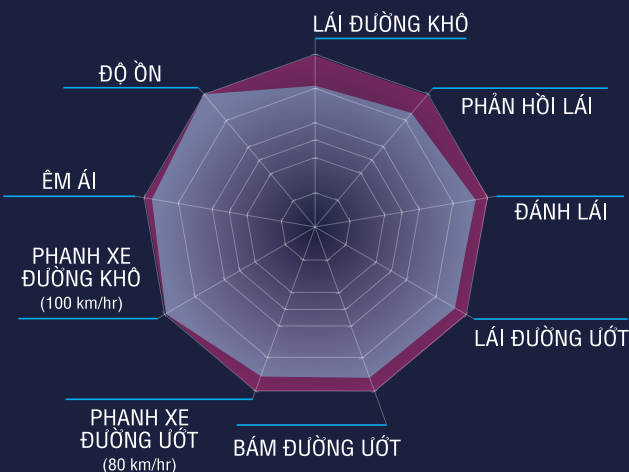 LÁI ĐƯỜNG KHÔ
ĐỘ ỒN
PHẢN HỒI LÁI
ÊM ÁI
ĐÁNH LÁI
PHANH XE
ĐƯỜNG KHÔ
(100 km/hr)
LÁI ĐƯỜNG ƯỚT
PHANH XE
ĐƯỜNG ƯỚT
(80 km/hr)
BÁM ĐƯỜNG ƯỚT